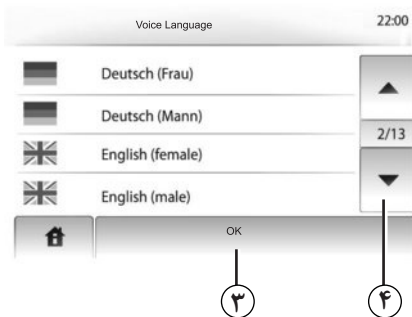 Voice Language 22:00
Deutsch (Frau)
Deutsch (Mann)
2/13
English (female)
English (male)
OK
۳ ۴